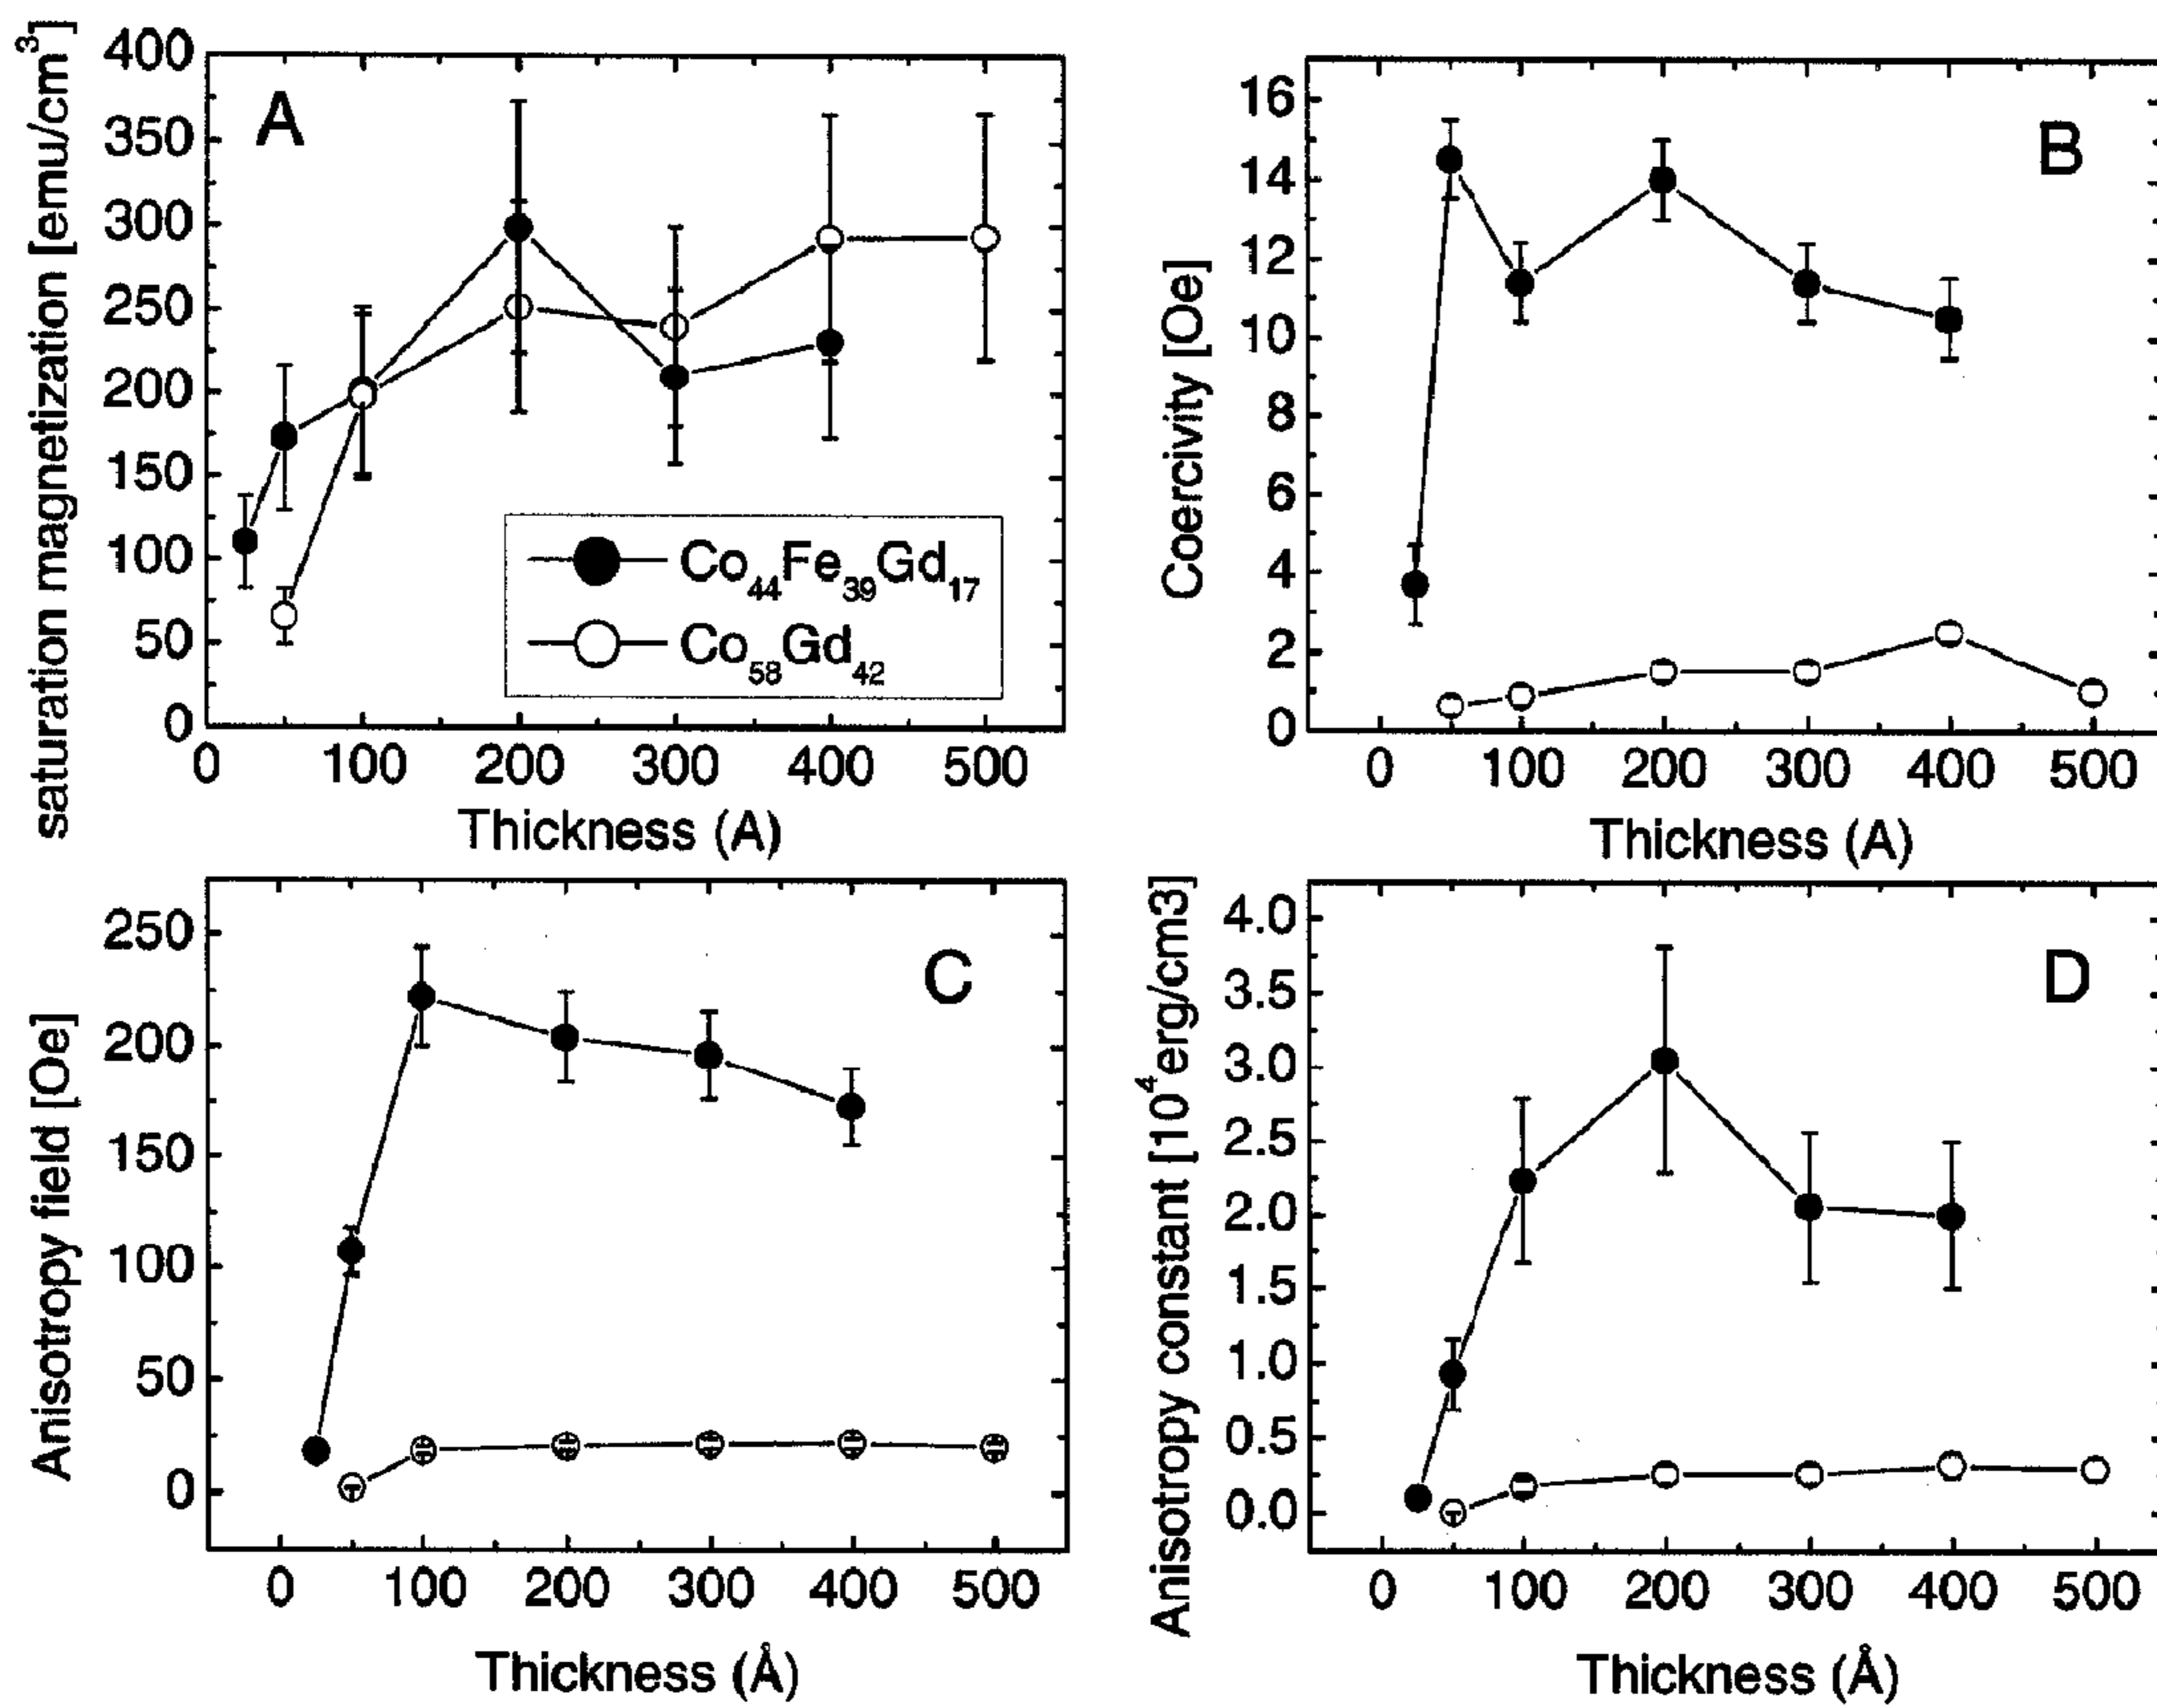 A
saturation magnetization [emu/cm³]
400
350
300
250
200
150
100
50
0
Co₄₄Fe₃₉Gd₁₇
Co₅₈Gd₄₂
0 100 200 300 400 500
Thickness (A)
B
Coercivity [Oe]
16
14
12
10
8
6
4
2
0
0 100 200 300 400 500
Thickness (A)
C
Anisotropy field [Oe]
250
200
150
100
50
0
0 100 200 300 400 500
Thickness (Å)
D
Anisotropy constant [10⁴erg/cm3]
4.0
3.5
3.0
2.5
2.0
1.5
1.0
0.5
0.0
0 100 200 300 400 500
Thickness (Å)